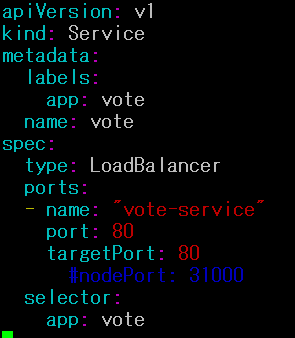 apiVersion: v1
kind: Service
metadata:
  labels:
    app: vote
  name: vote
spec:
  type: LoadBalancer
  ports:
  - name: "vote-service"
    port: 80
    targetPort: 80
      #nodePort: 31000
  selector:
    app: vote